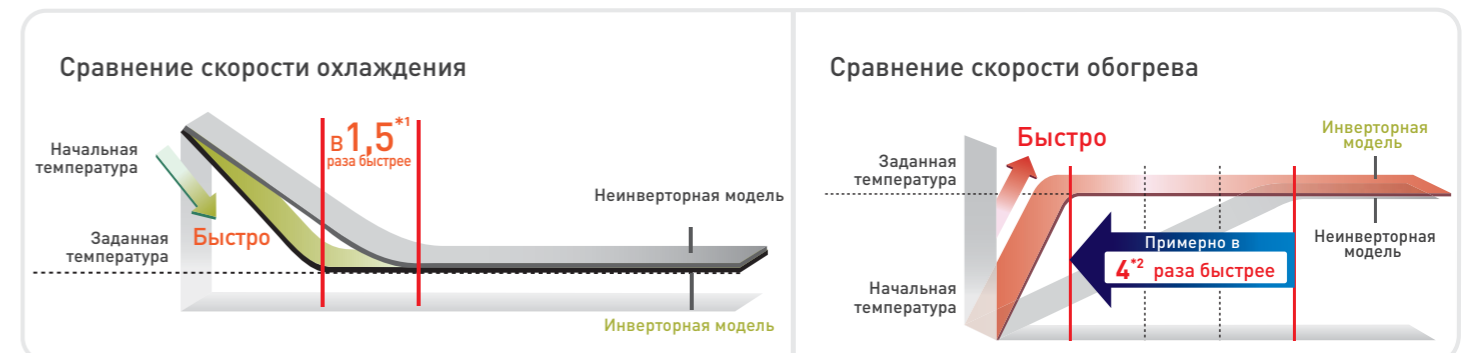 Сравнение скорости охлаждения
Начальная
температура
В 1,5*1
раза быстрее
Неинверторная модель
Быстро
Заданная
температура
Инверторная модель
Сравнение скорости обогрева
Быстро
Инверторная
модель
Заданная
температура
Примерно в
4*2 раза быстрее
Неинверторная
модель
Начальная
температура